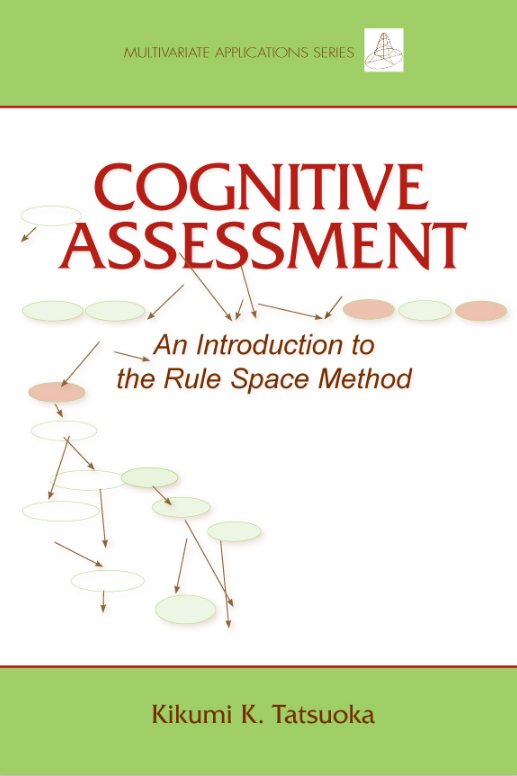 MULTIVARIATE APPLICATIONS SERIES
COGNITIVE
ASSESSMENT
An Introduction to
the Rule Space Method
Kikumi K. Tatsuoka